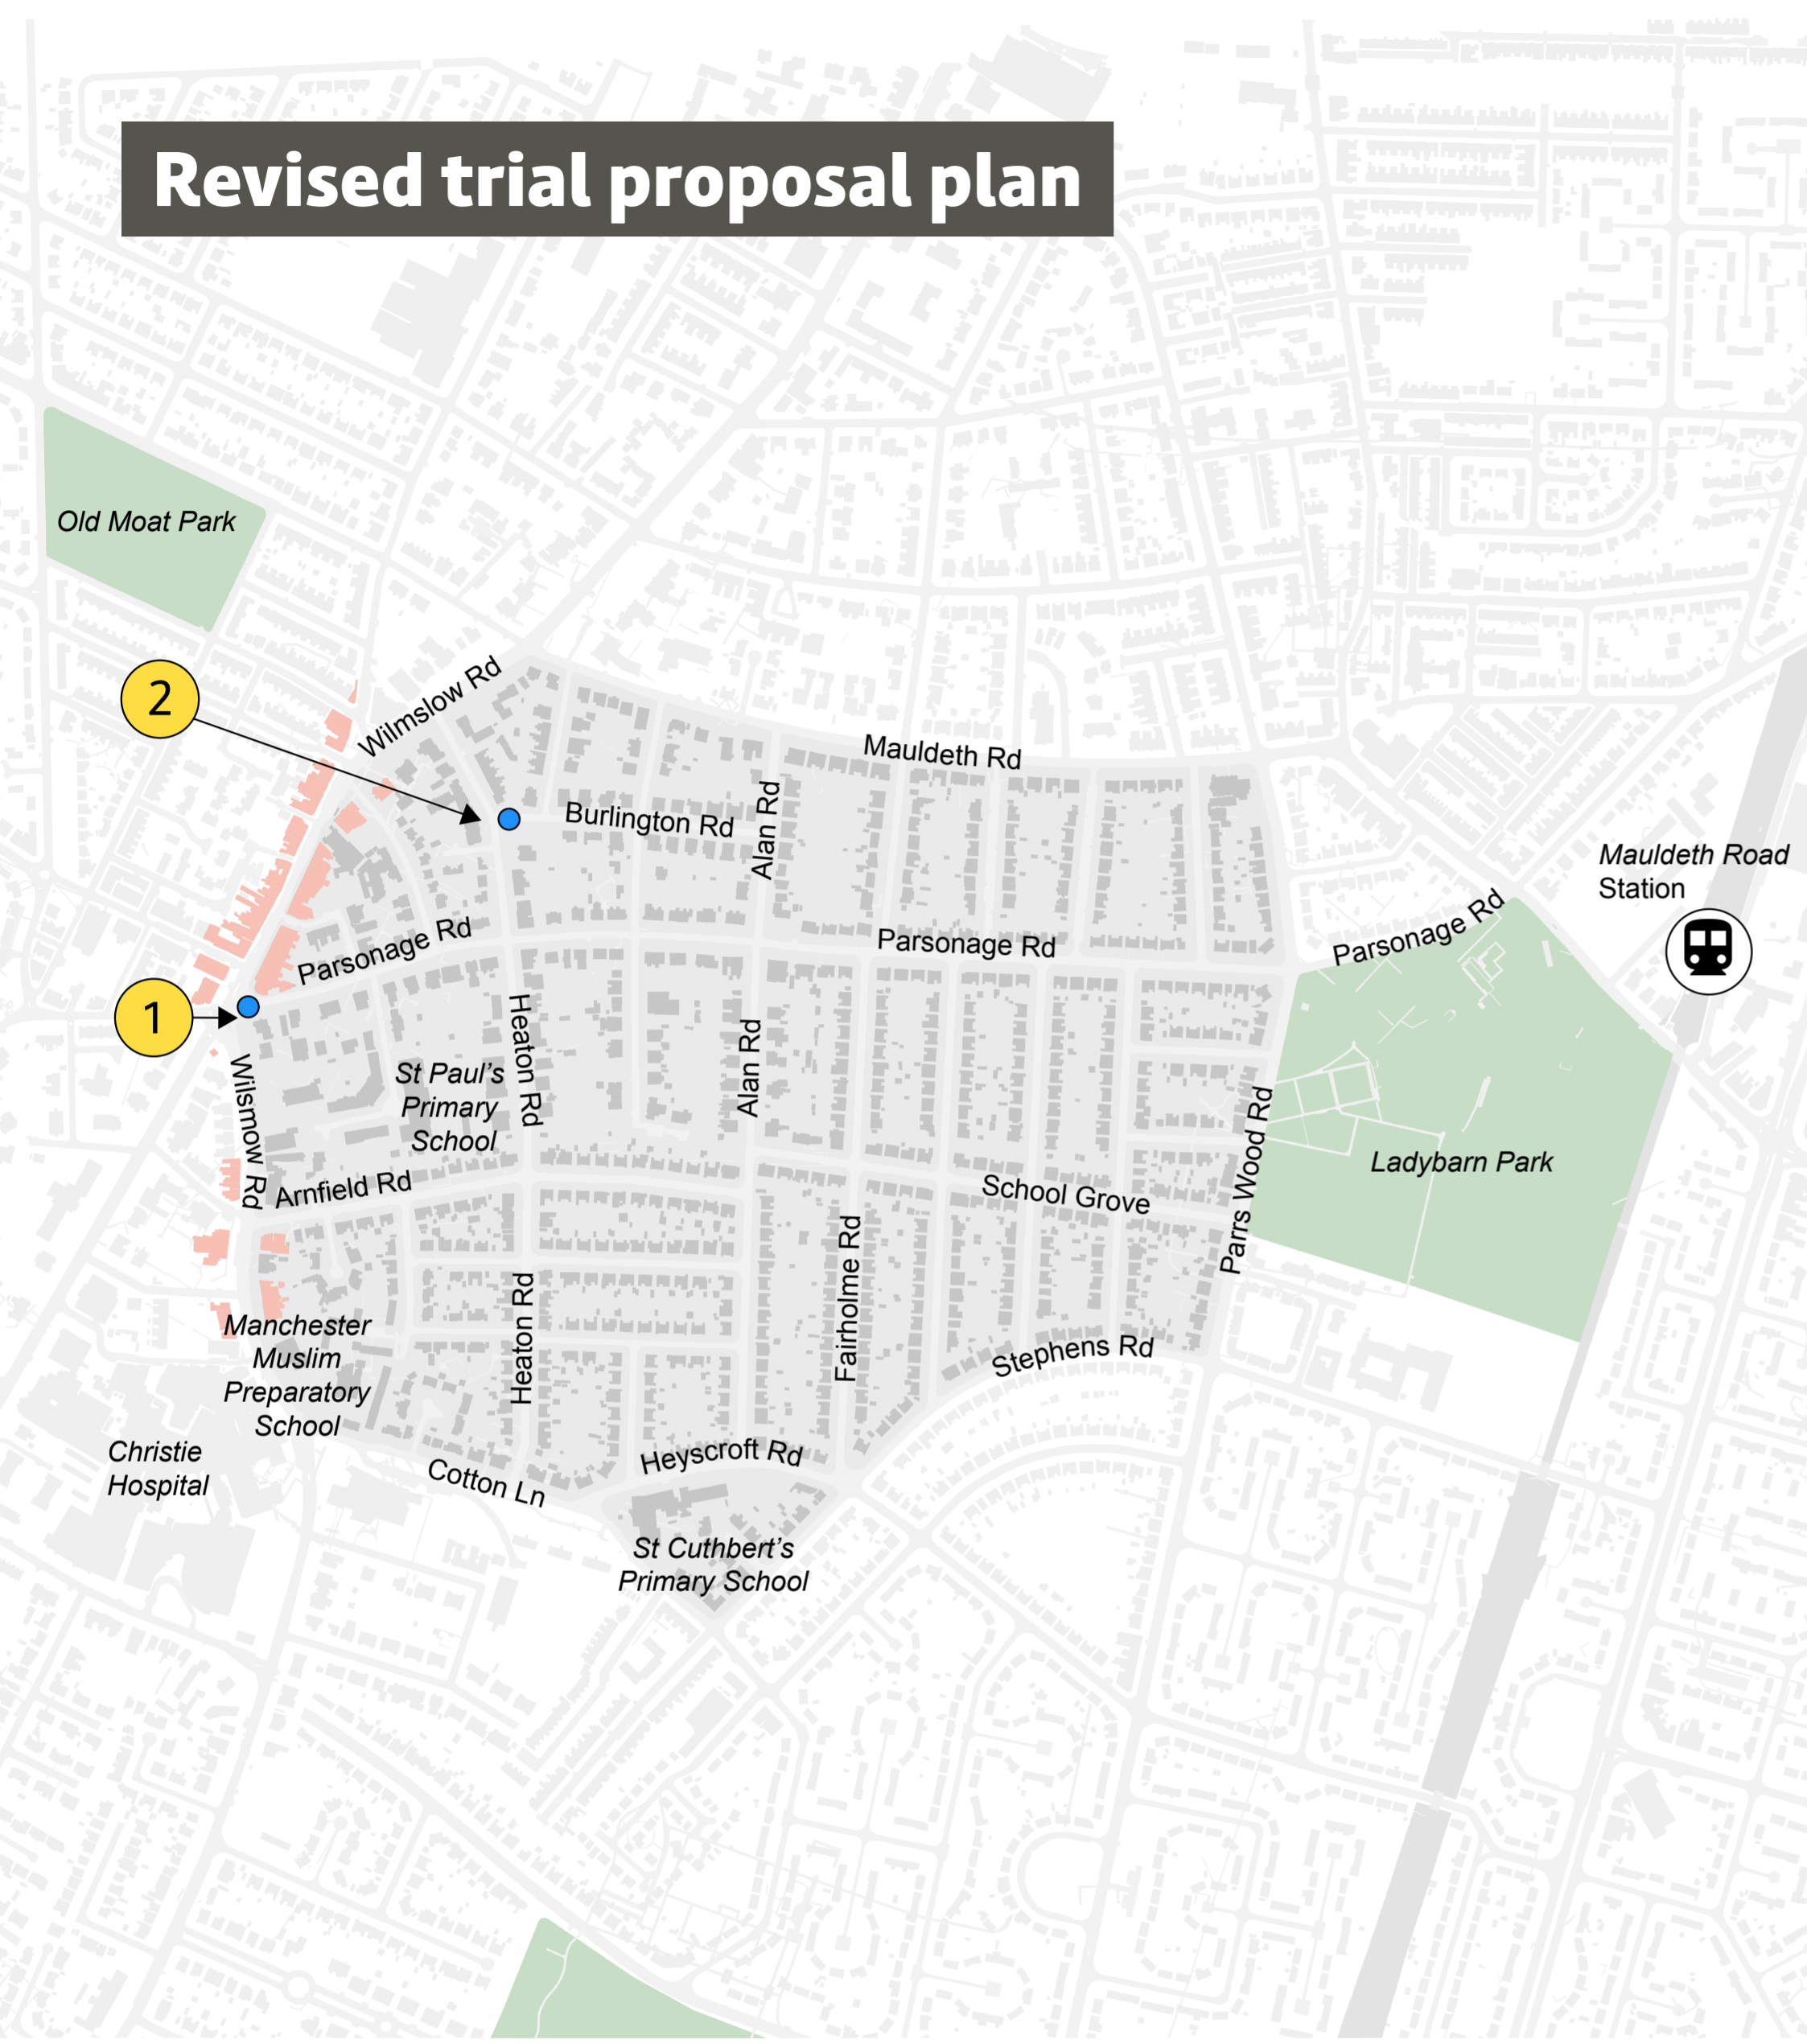 Revised trial proposal plan
Old Moat Park
2
Wilmslow Rd
Mauldeth Rd
Burlington Rd
Alan Rd
Mauldeth Road
Station
Parsonage Rd
Parsonage Rd
Parsonage Rd
1
Heaton Rd
Alan Rd
Wilsmow Rd
St Paul’s
Primary
School
Arnfield Rd
School Grove
Parrs Wood Rd
Ladybarn Park
Fairholme Rd
Heaton Rd
Manchester
Muslim
Preparatory
School
Stephens Rd
Christie
Hospital
Heyscroft Rd
Cotton Ln
St Cuthbert’s
Primary School